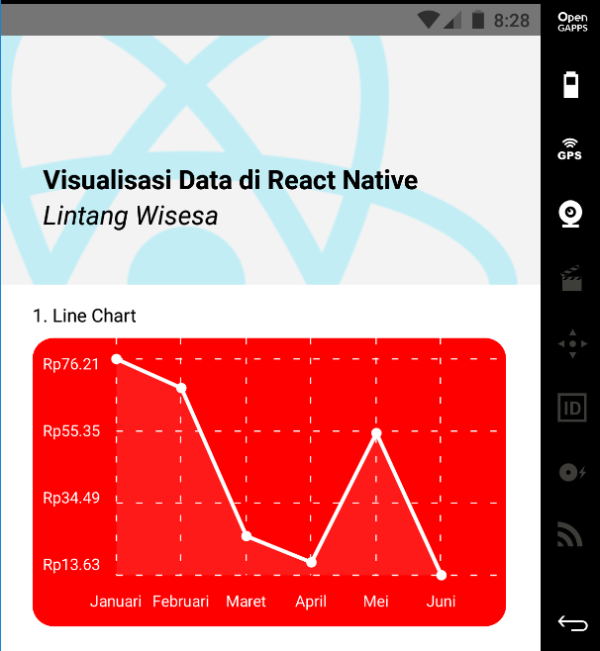 8:28
Open
GAPPS
GPS
ID
Visualisasi Data di React Native
Lintang Wisesa
1. Line Chart
Rp76.21
Rp55.35
Rp34.49
Rp13.63
Januari Februari Maret April Mei Juni